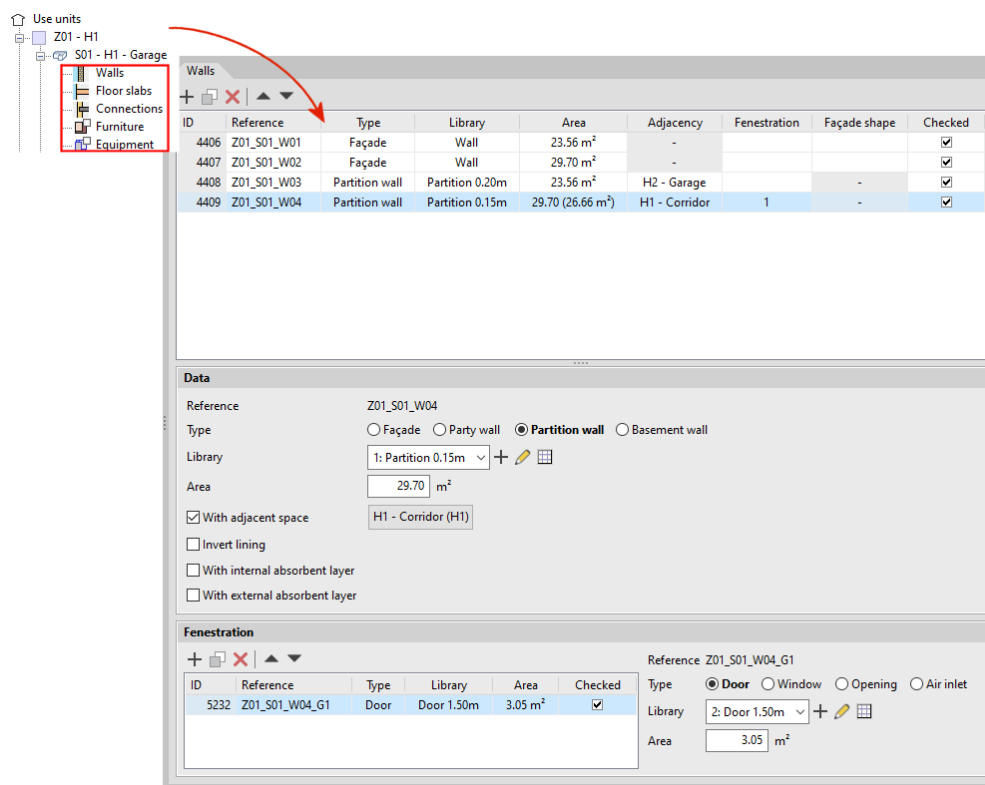 Use units
Z01 - H1
S01 - H1 - Garage
Walls
Floor slabs
Connections
Furniture
Equipment
Walls
ID Reference Type Library Area Adjacency Fenestration Façade shape Checked
4406 Z01_S01_W01 Façade Wall 23.56 m² -
4407 Z01_S01_W02 Façade Wall 29.70 m² -
4408 Z01_S01_W03 Partition wall Partition 0.20m 23.56 m² H2 - Garage -
4409 Z01_S01_W04 Partition wall Partition 0.15m 29.70 (26.66 m²) H1 - Corridor 1 -
Data
Reference Z01_S01_W04
Type Façade Party wall Partition wall Basement wall
Library 1: Partition 0.15m
Area 29.70 m²
With adjacent space H1 - Corridor (H1)
Invert lining
With internal absorbent layer
With external absorbent layer
Fenestration
ID Reference Type Library Area Checked
5232 Z01_S01_W04_G1 Door Door 1.50m 3.05 m²
Reference Z01_S01_W04_G1
Type Door Window Opening Air inlet
Library 2: Door 1.50m
Area 3.05 m²